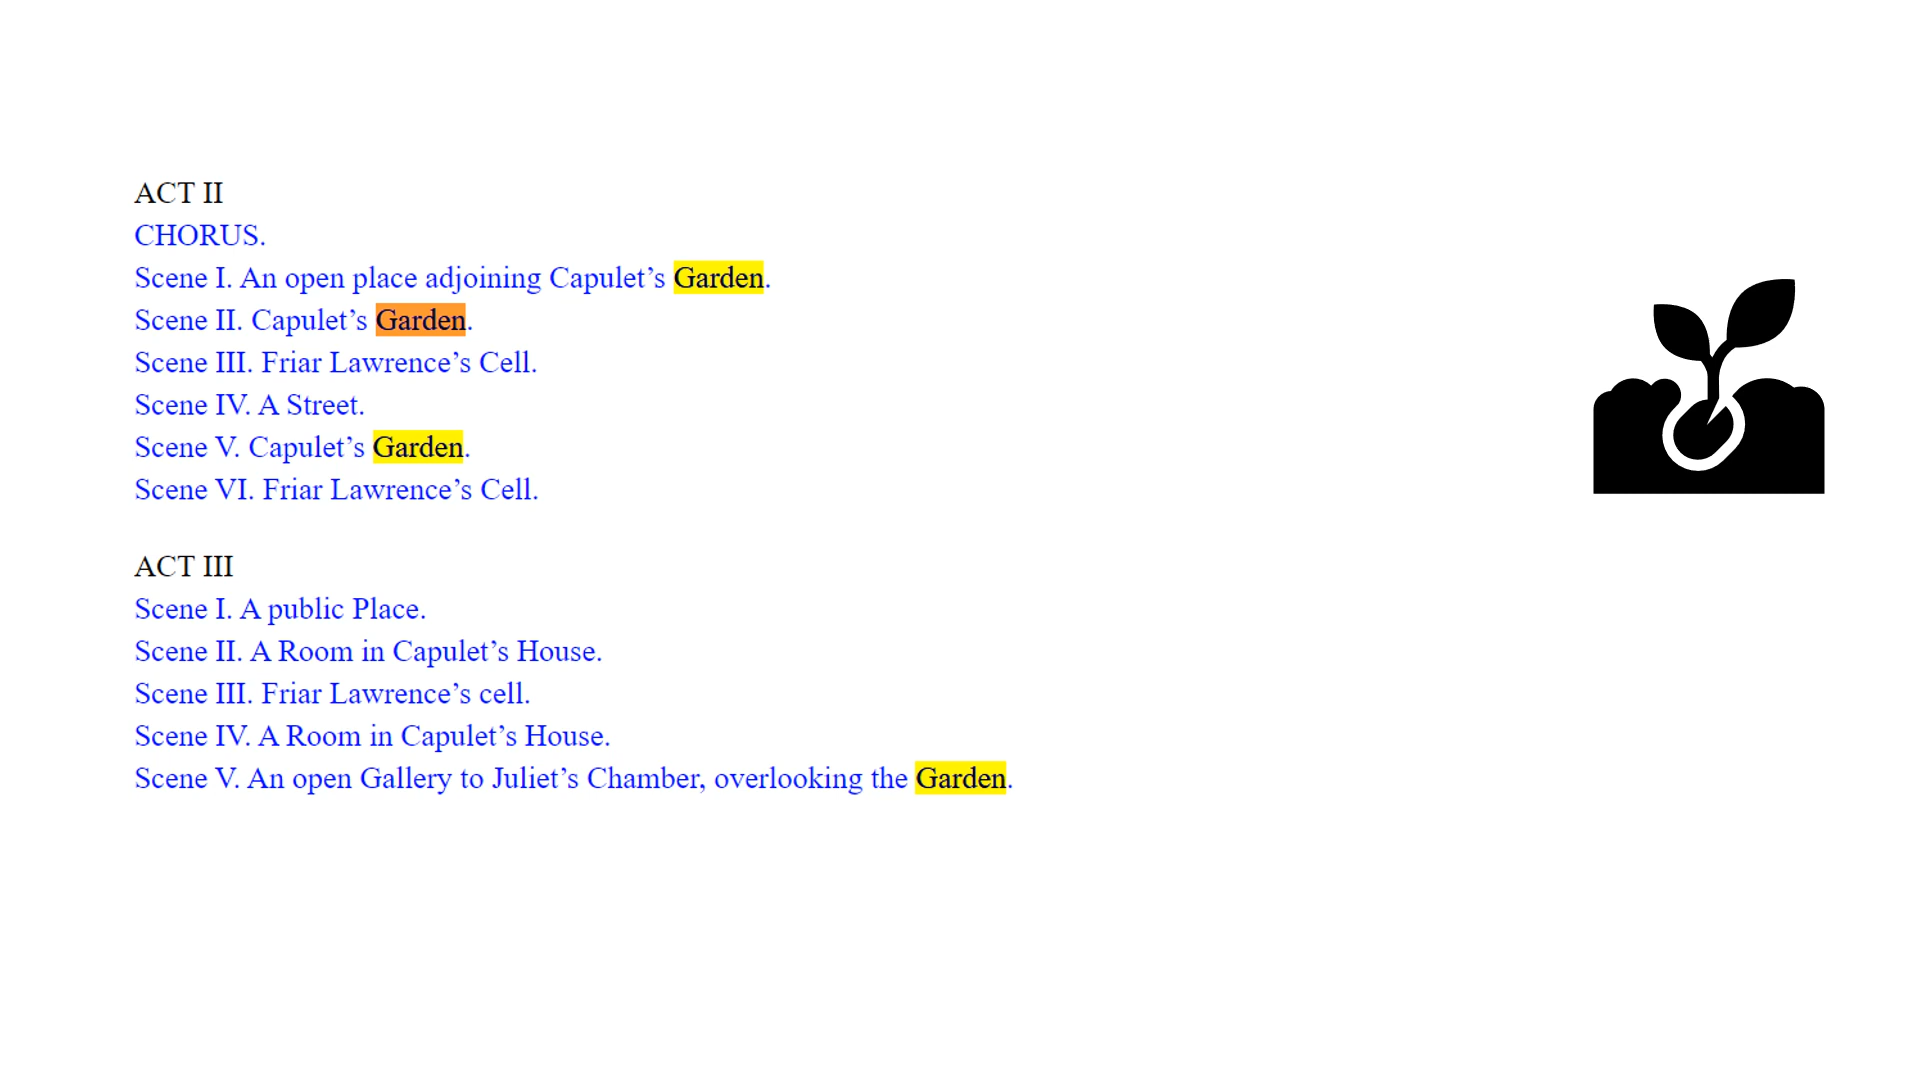 ACT II
CHORUS.
Scene I. An open place adjoining Capulet’s Garden.
Scene II. Capulet’s Garden.
Scene III. Friar Lawrence’s Cell.
Scene IV. A Street.
Scene V. Capulet’s Garden.
Scene VI. Friar Lawrence’s Cell.
ACT III
Scene I. A public Place.
Scene II. A Room in Capulet’s House.
Scene III. Friar Lawrence’s cell.
Scene IV. A Room in Capulet’s House.
Scene V. An open Gallery to Juliet’s Chamber, overlooking the Garden.